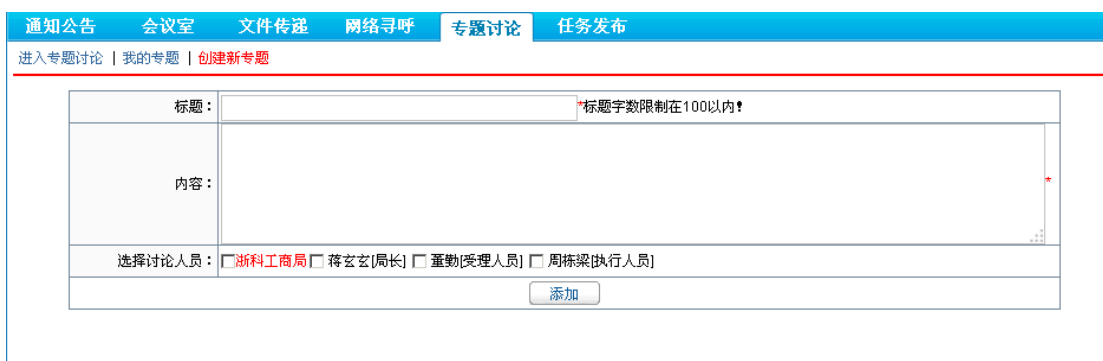 通知公告 会议室 文件传递 网络寻呼 专题讨论 任务发布
进入专题讨论 | 我的专题 | 创建新专题
标题： *标题字数限制在100以内！
内容： *
选择讨论人员： 浙科工商局 蒋玄玄[局长] 董勤[受理人员] 周栋梁[执行人员]
添加